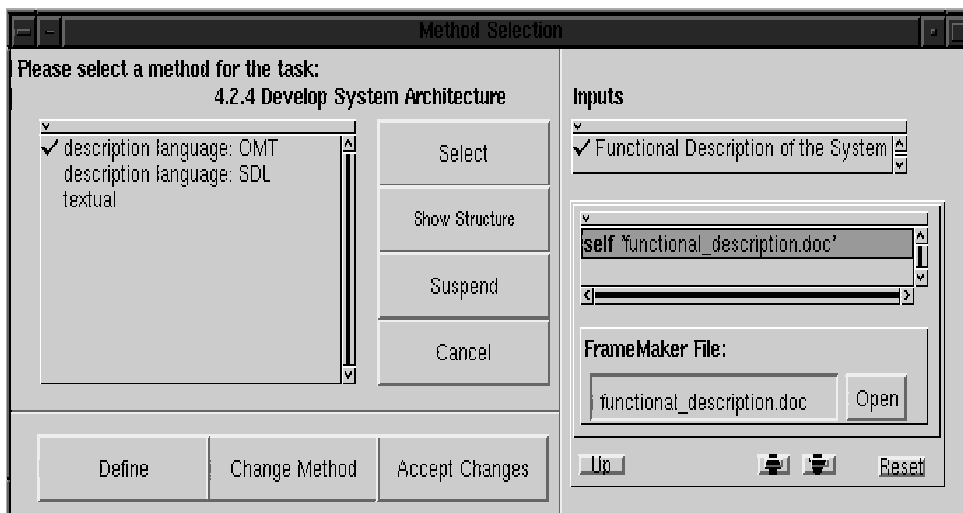 Method Selection
Please select a method for the task:
4.2.4 Develop System Architecture
description language: OMT
description language: SDL
textual
Select
Show Structure
Suspend
Cancel
Define
Change Method
Accept Changes
Inputs
Functional Description of the System
self 'functional_description.doc'
FrameMaker File:
functional_description.doc
Open
Up
Reset